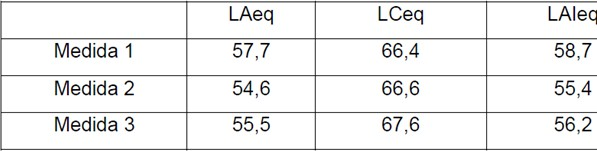 LAeq LCeq LAIeq
Medida 1 57,7 66,4 58,7
Medida 2 54,6 66,6 55,4
Medida 3 55,5 67,6 56,2